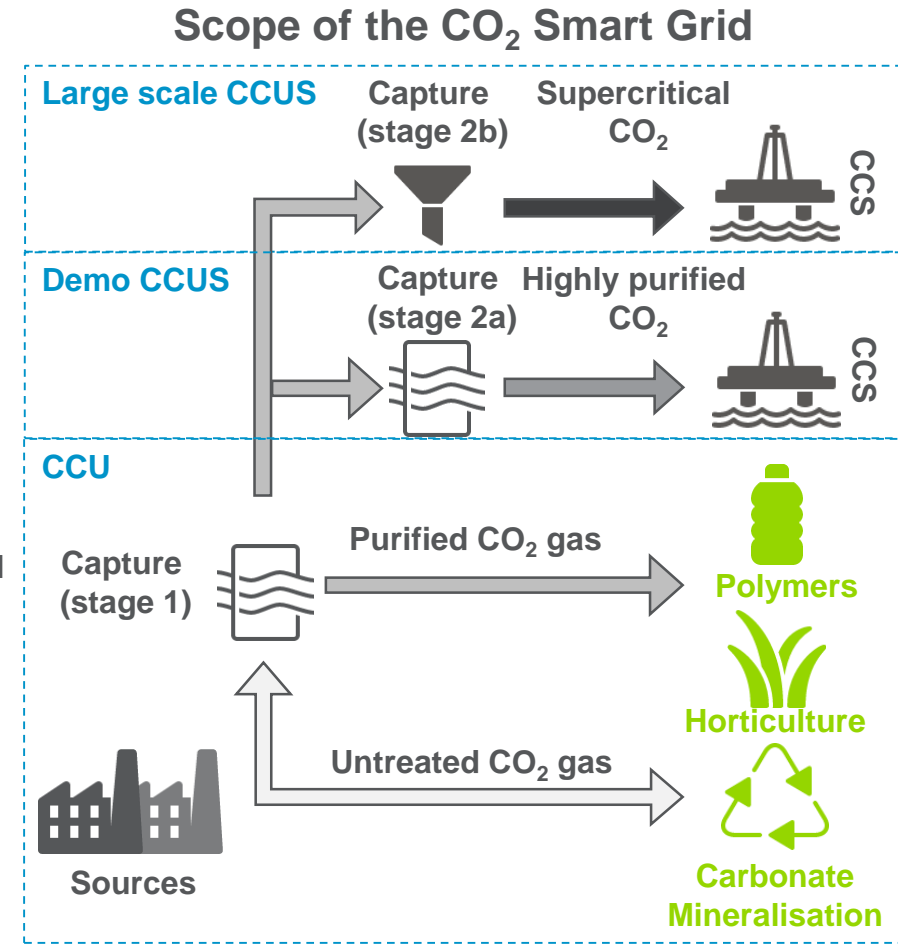 Scope of the CO₂ Smart Grid
Large scale CCUS
Capture
(stage 2b)
Supercritical
CO₂
CCS
Demo CCUS
Capture
(stage 2a)
Highly purified
CO₂
CCS
CCU
Capture
(stage 1)
Purified CO₂ gas
Polymers
Horticulture
Untreated CO₂ gas
Sources
Carbonate
Mineralisation